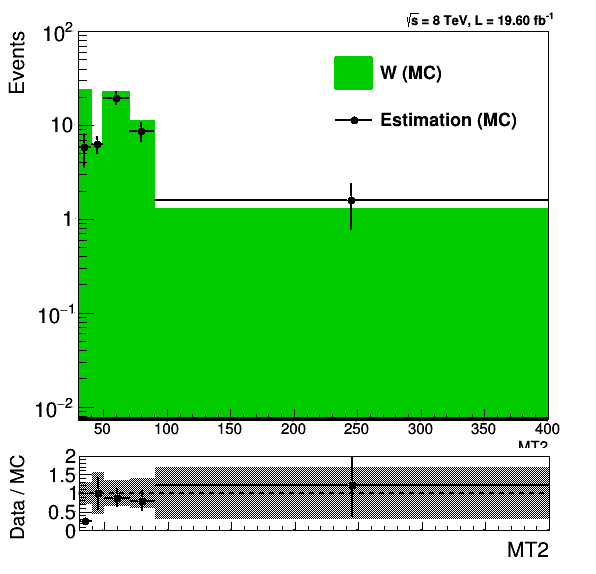 √s = 8 TeV, L = 19.60 fb⁻¹
Events
10²
W (MC)
10
Estimation (MC)
1
10⁻¹
10⁻²
50 100 150 200 250 300 350 400
MT2
Data / MC
2
1.5
1
0.5
0
MT2